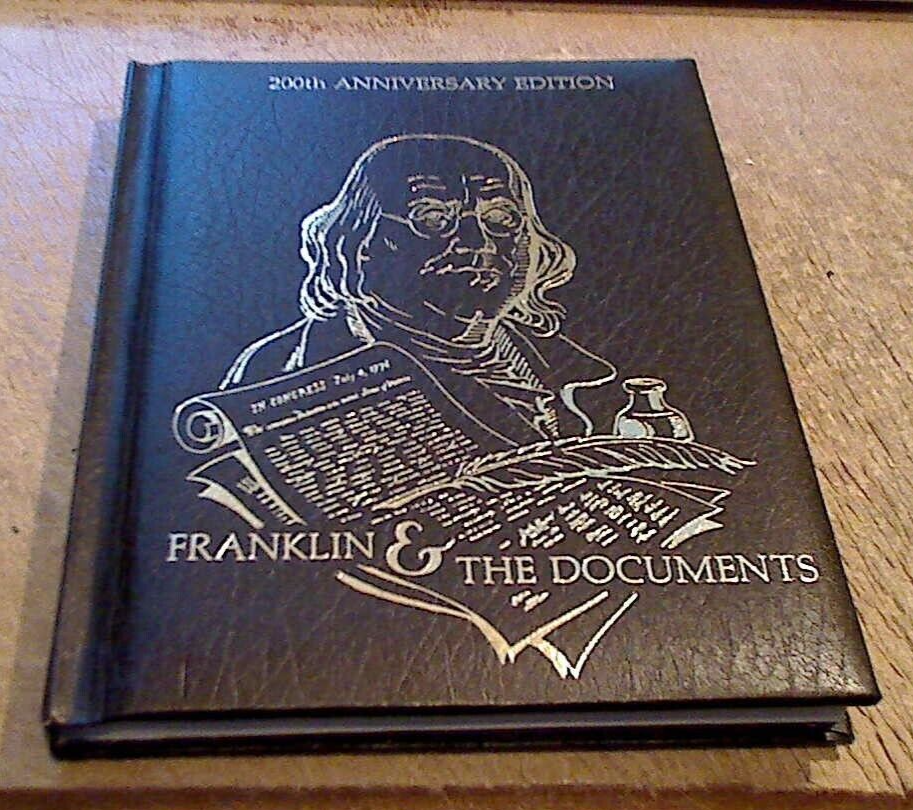 200th ANNIVERSARY EDITION
IN CONGRESS July 4, 1776
FRANKLIN &
THE DOCUMENTS